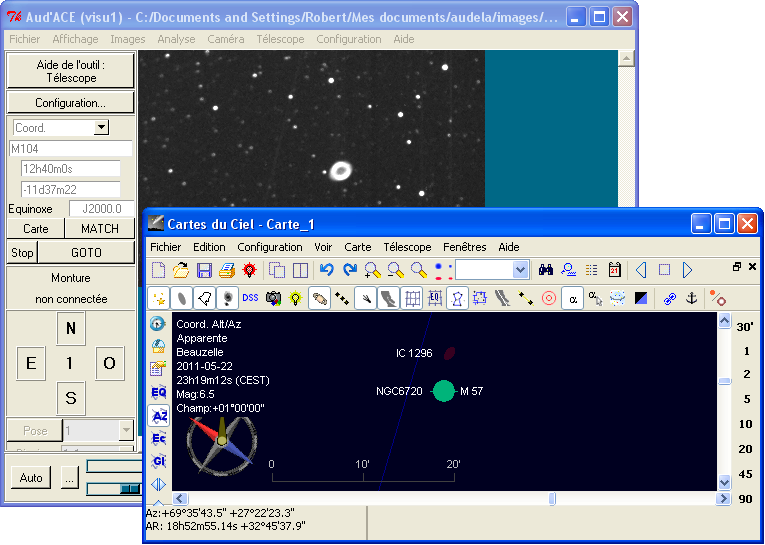 Aud'ACE (visu1) - C:/Documents and Settings/Robert/Mes documents/audela/images/...
Fichier Affichage Images Analyse Caméra Télescope Configuration Aide
Aide de l'outil :
Télescope
Configuration...
Coord.
M104
12h40m0s
-11d37m22
Equinoxe J2000.0
Carte MATCH
Stop GOTO
Monture
non connectée
N
E 1 O
S
Pose 1
Auto ...
Cartes du Ciel - Carte_1
Fichier Edition Configuration Voir Carte Télescope Fenêtres Aide
DSS EQ α α
EQ
AZ
Ec
Gl
Coord. Alt/Az
Apparente
Beauzelle
2011-05-22
23h19m12s (CEST)
Mag:6.5
Champ:+01°00'00"
IC 1296
NGC6720 M 57
0 10' 20'
30'
1
2
5
10
20
45
90
Az:+69°35'43.5" +27°22'23.3"
AR: 18h52m55.14s +32°45'37.9"